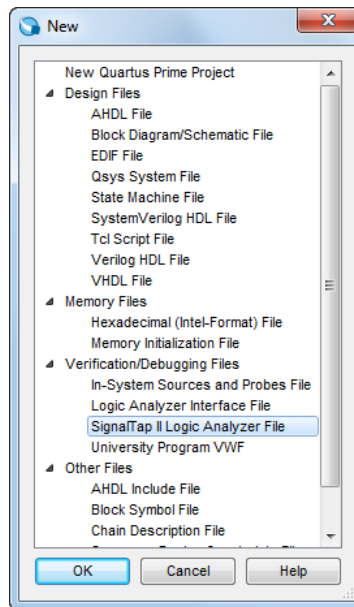 New
New Quartus Prime Project
Design Files
AHDL File
Block Diagram/Schematic File
EDIF File
Qsys System File
State Machine File
SystemVerilog HDL File
Tcl Script File
Verilog HDL File
VHDL File
Memory Files
Hexadecimal (Intel-Format) File
Memory Initialization File
Verification/Debugging Files
In-System Sources and Probes File
Logic Analyzer Interface File
SignalTap II Logic Analyzer File
University Program VWF
Other Files
AHDL Include File
Block Symbol File
Chain Description File
OK Cancel Help